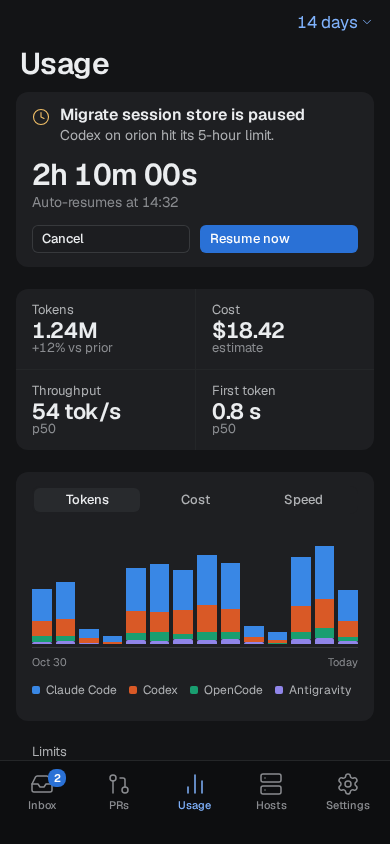 14 days
Usage
Migrate session store is paused
Codex on orion hit its 5-hour limit.
2h 10m 00s
Auto-resumes at 14:32
Cancel
Resume now
Tokens
1.24M
+12% vs prior
Cost
$18.42
estimate
Throughput
54 tok/s
p50
First token
0.8 s
p50
Tokens
Cost
Speed
Oct 30
Today
Claude Code
Codex
OpenCode
Antigravity
Limits
2
Inbox
PRs
Usage
Hosts
Settings